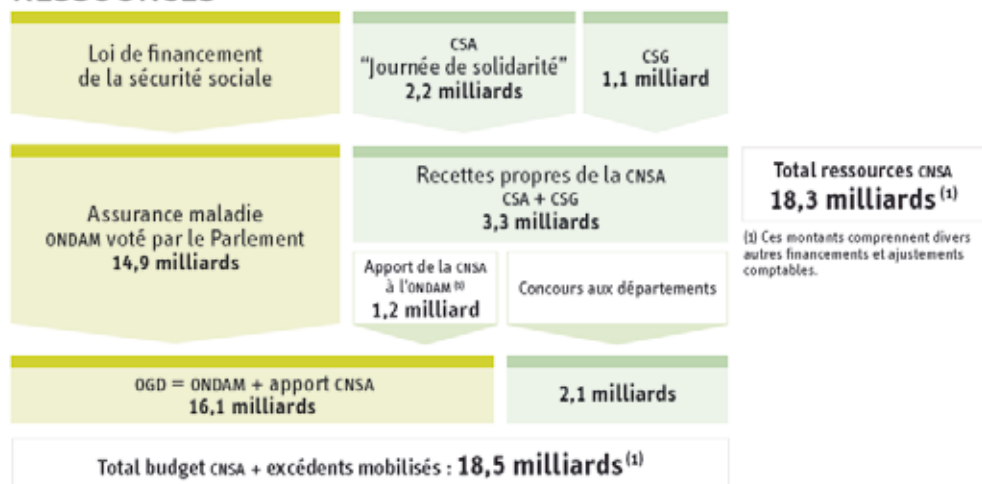 Loi de financement
de la sécurité sociale
CSA
“Journée de solidarité”
2,2 milliards
CSG
1,1 milliard
Assurance maladie
ONDAM voté par le Parlement
14,9 milliards
Recettes propres de la CNSA
CSA + CSG
3,3 milliards
Total ressources CNSA
18,3 milliards (1)
(1) Ces montants comprennent divers
autres financements et ajustements
comptables.
Apport de la CNSA
à l'ONDAM (1)
1,2 milliard
Concours aux départements
OGD = ONDAM + apport CNSA
16,1 milliards
2,1 milliards
Total budget CNSA + excédents mobilisés : 18,5 milliards (1)